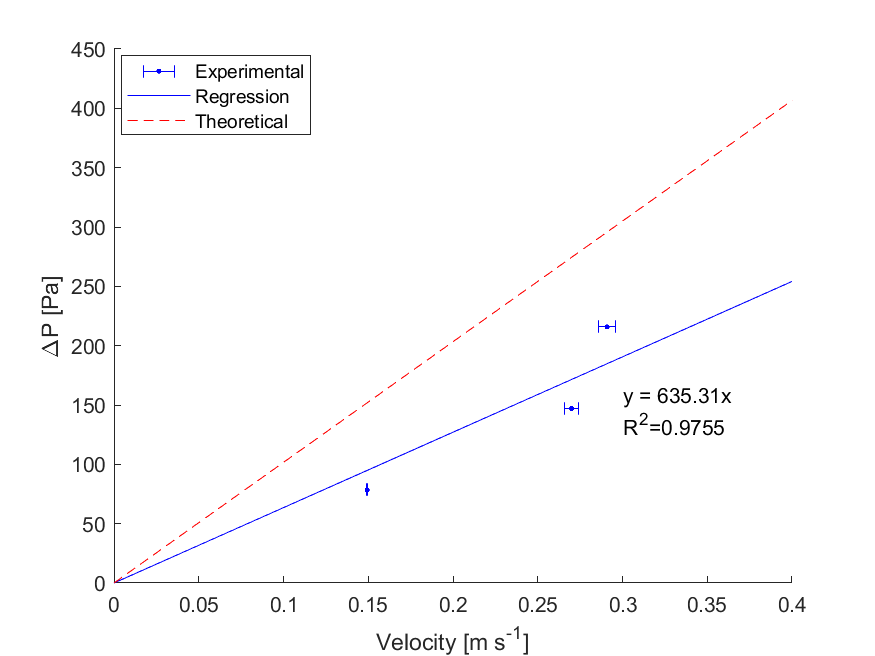 Experimental
Regression
Theoretical
450
400
350
300
250
200
150
100
50
0
ΔP [Pa]
y = 635.31x
R²=0.9755
0 0.05 0.1 0.15 0.2 0.25 0.3 0.35 0.4
Velocity [m s⁻¹]